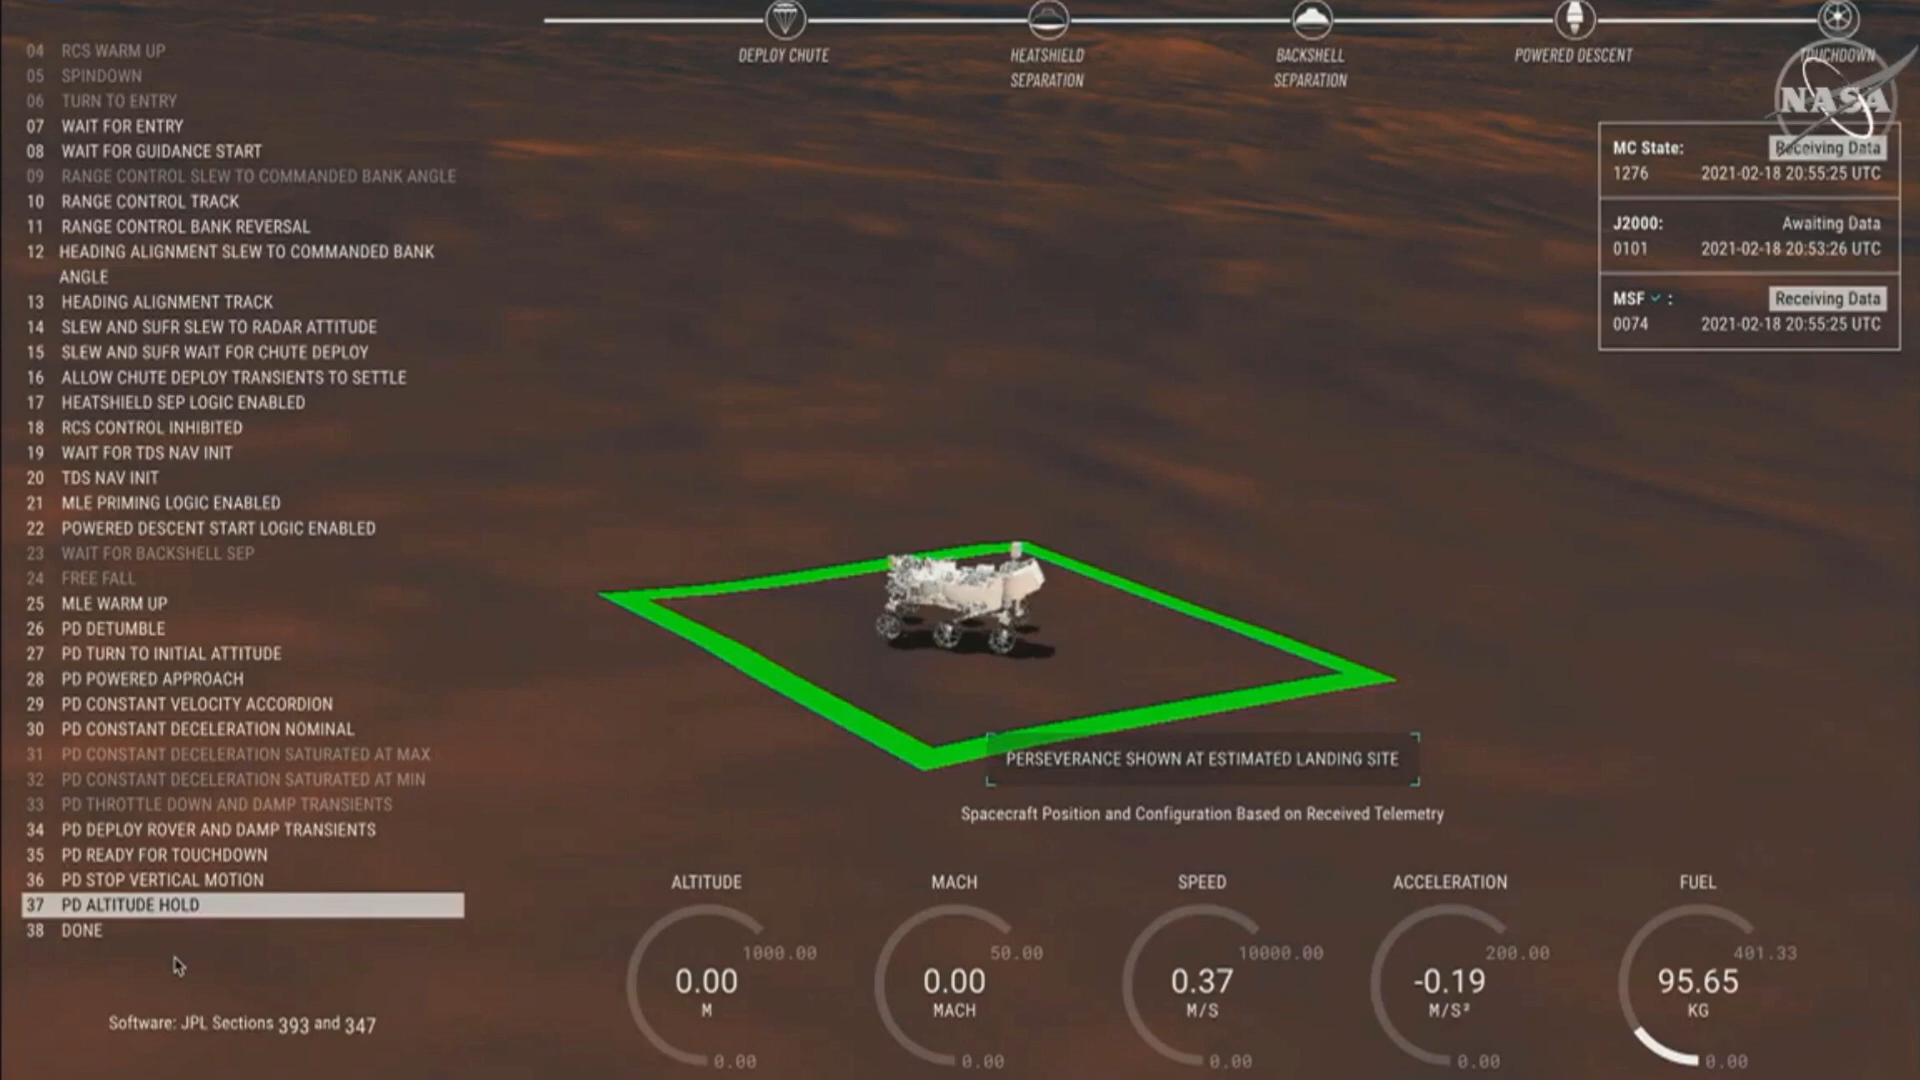 DEPLOY CHUTE
HEATSHIELD
SEPARATION
BACKSHELL
SEPARATION
POWERED DESCENT
TOUCHDOWN
NASA
04 RCS WARM UP
05 SPINDOWN
06 TURN TO ENTRY
07 WAIT FOR ENTRY
08 WAIT FOR GUIDANCE START
09 RANGE CONTROL SLEW TO COMMANDED BANK ANGLE
10 RANGE CONTROL TRACK
11 RANGE CONTROL BANK REVERSAL
12 HEADING ALIGNMENT SLEW TO COMMANDED BANK
ANGLE
13 HEADING ALIGNMENT TRACK
14 SLEW AND SUFR SLEW TO RADAR ATTITUDE
15 SLEW AND SUFR WAIT FOR CHUTE DEPLOY
16 ALLOW CHUTE DEPLOY TRANSIENTS TO SETTLE
17 HEATSHIELD SEP LOGIC ENABLED
18 RCS CONTROL INHIBITED
19 WAIT FOR TDS NAV INIT
20 TDS NAV INIT
21 MLE PRIMING LOGIC ENABLED
22 POWERED DESCENT START LOGIC ENABLED
23 WAIT FOR BACKSHELL SEP
24 FREE FALL
25 MLE WARM UP
26 PD DETUMBLE
27 PD TURN TO INITIAL ATTITUDE
28 PD POWERED APPROACH
29 PD CONSTANT VELOCITY ACCORDION
30 PD CONSTANT DECELERATION NOMINAL
31 PD CONSTANT DECELERATION SATURATED AT MAX
32 PD CONSTANT DECELERATION SATURATED AT MIN
33 PD THROTTLE DOWN AND DAMP TRANSIENTS
34 PD DEPLOY ROVER AND DAMP TRANSIENTS
35 PD READY FOR TOUCHDOWN
36 PD STOP VERTICAL MOTION
37 PD ALTITUDE HOLD
38 DONE
Software: JPL Sections 393 and 347
MC State: Receiving Data
1276 2021-02-18 20:55:25 UTC
J2000: Awaiting Data
0101 2021-02-18 20:53:26 UTC
MSF : Receiving Data
0074 2021-02-18 20:55:25 UTC
PERSEVERANCE SHOWN AT ESTIMATED LANDING SITE
Spacecraft Position and Configuration Based on Received Telemetry
ALTITUDE
1000.00
0.00
M
0.00
MACH
50.00
0.00
MACH
0.00
SPEED
10000.00
0.37
M/S
0.00
ACCELERATION
200.00
-0.19
M/S²
0.00
FUEL
401.33
95.65
KG
0.00